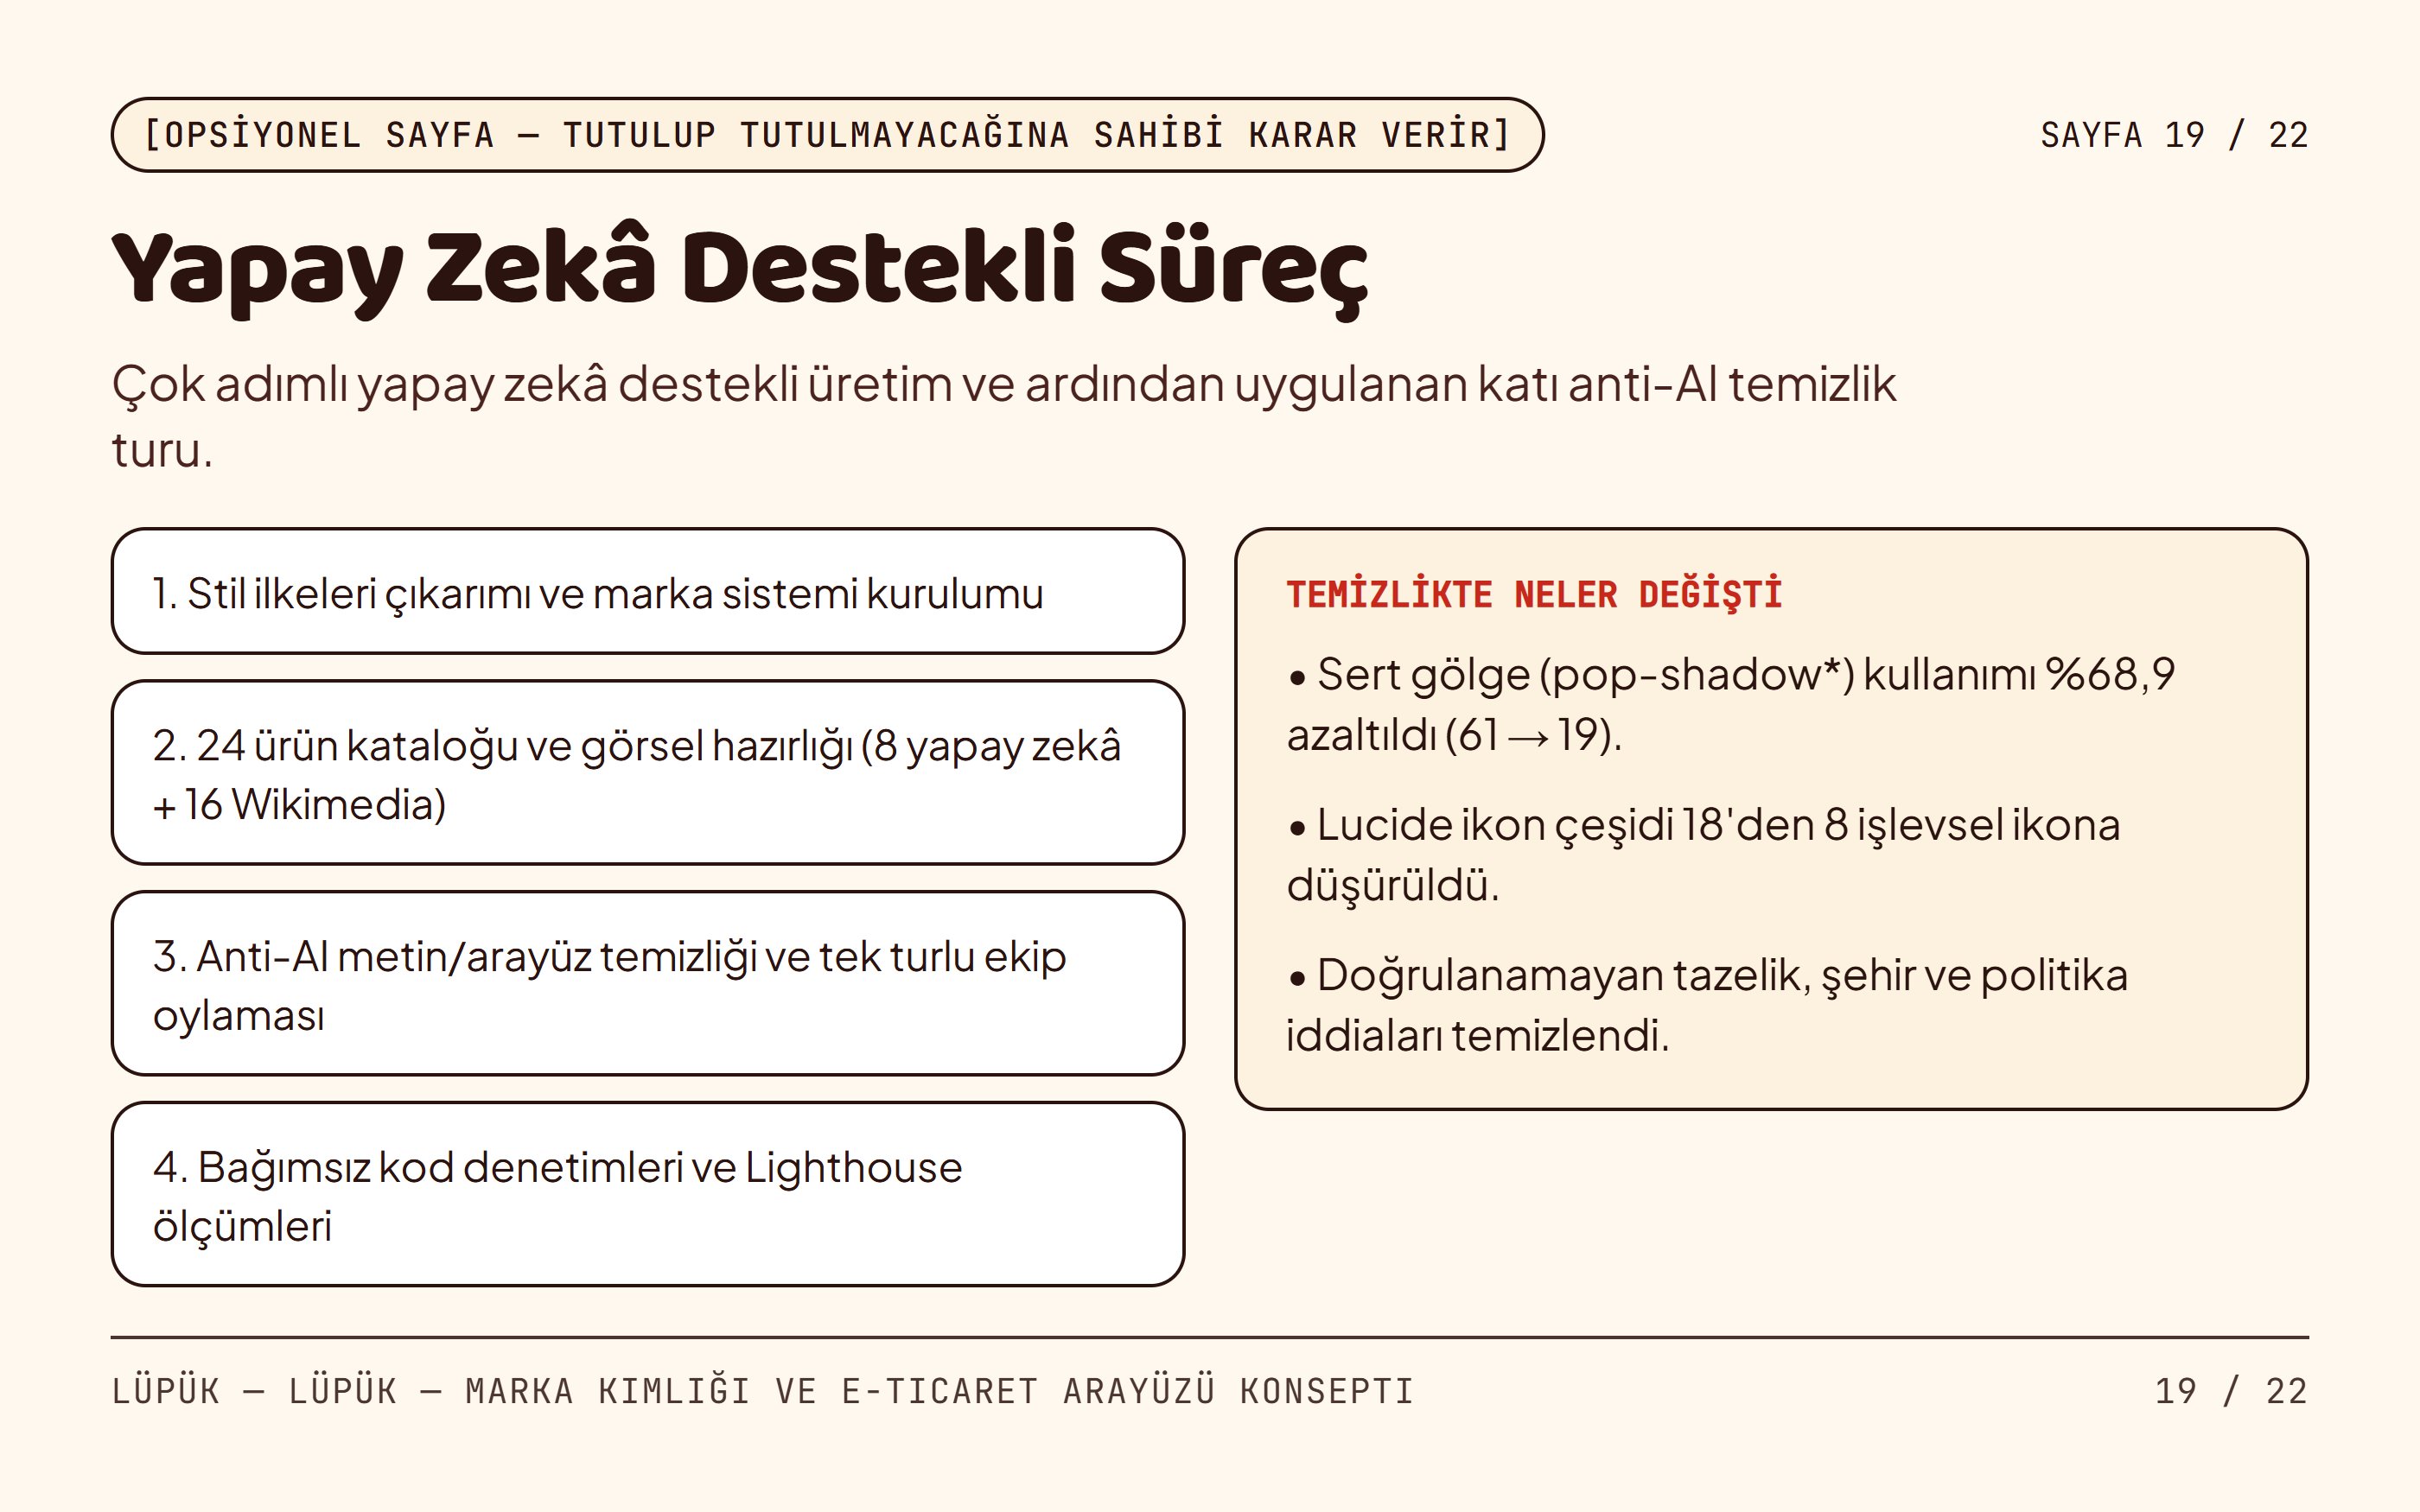 [OPSİYONEL SAYFA — TUTULUP TUTULMAYACAĞINA SAHİBİ KARAR VERİR]
SAYFA 19 / 22
Yapay Zekâ Destekli Süreç
Çok adımlı yapay zekâ destekli üretim ve ardından uygulanan katı anti-AI temizlik
turu.
1. Stil ilkeleri çıkarımı ve marka sistemi kurulumu
2. 24 ürün kataloğu ve görsel hazırlığı (8 yapay zekâ
+ 16 Wikimedia)
3. Anti-AI metin/arayüz temizliği ve tek turlu ekip
oylaması
4. Bağımsız kod denetimleri ve Lighthouse
ölçümleri
TEMİZLİKTE NELER DEĞİŞTİ
• Sert gölge (pop-shadow*) kullanımı %68,9
azaltıldı (61 → 19).
• Lucide ikon çeşidi 18'den 8 işlevsel ikona
düşürüldü.
• Doğrulanamayan tazelik, şehir ve politika
iddiaları temizlendi.
LÜPÜK — LÜPÜK — MARKA KIMLIĞI VE E-TICARET ARAYÜZÜ KONSEPTI
19 / 22